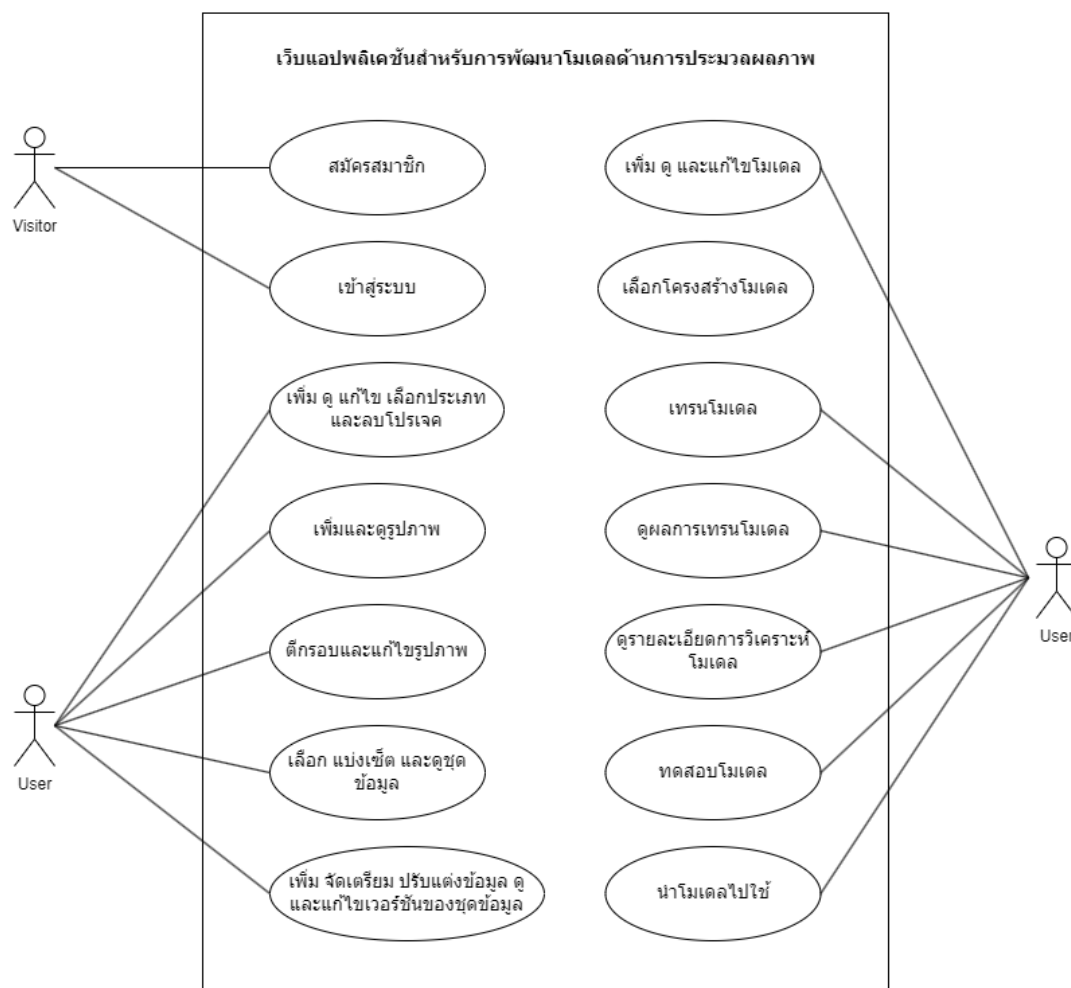 เว็บแอปพลิเคชันสำหรับการพัฒนาโมเดลด้านการประมวลผลภาพ
Visitor
สมัครสมาชิก
เข้าสู่ระบบ
เพิ่ม ดู แก้ไข เลือกประเภท
และลบโปรเจค
เพิ่มและดูรูปภาพ
ตีกรอบและแก้ไขรูปภาพ
เลือก แบ่งเซ็ต และดูชุด
ข้อมูล
เพิ่ม จัดเตรียม ปรับแต่งข้อมูล ดู
และแก้ไขเวอร์ชันของชุดข้อมูล
User
เพิ่ม ดู และแก้ไขโมเดล
เลือกโครงสร้างโมเดล
เทรนโมเดล
ดูผลการเทรนโมเดล
ดูรายละเอียดการวิเคราะห์
โมเดล
ทดสอบโมเดล
นำโมเดลไปใช้
User